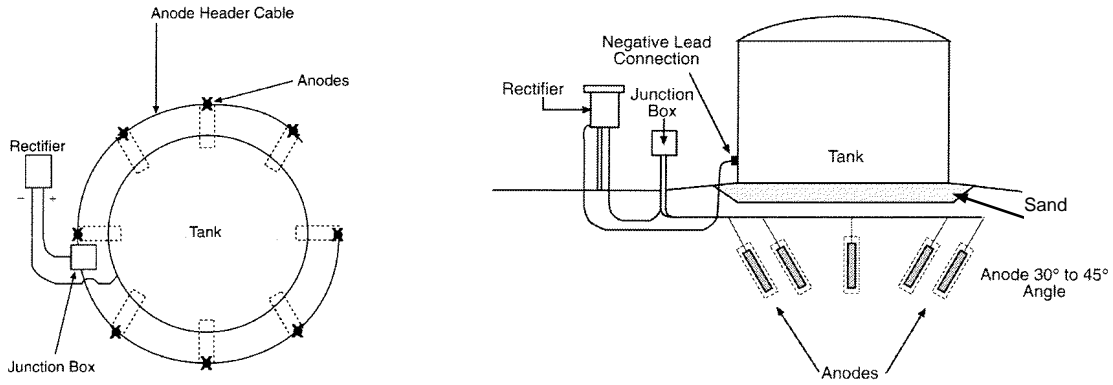 Anode Header Cable
Anodes
Rectifier
− +
Tank
Junction Box
Negative Lead
Connection
Rectifier
Junction
Box
Tank
Sand
Anode 30° to 45°
Angle
Anodes